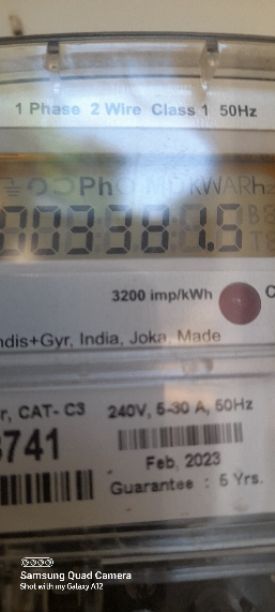 1 Phase 2 Wire Class 1 50Hz
003381.5
3200 imp/kWh
ndis+Gyr, India, Joka, Made
r, CAT- C3 240V, 5-30 A, 50Hz
741
Feb, 2023
Guarantee : 5 Yrs.
Samsung Quad Camera
Shot with my Galaxy A12